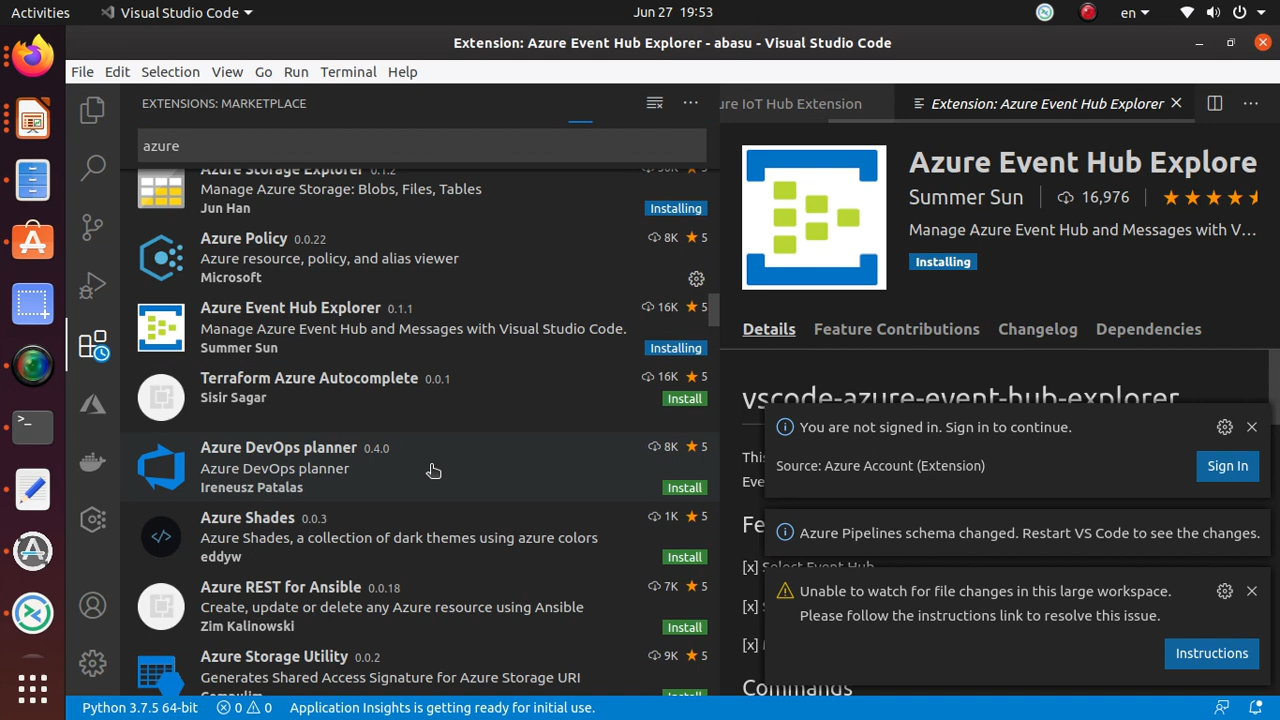 Activities
Visual Studio Code
Jun 27 19:53
en
Extension: Azure Event Hub Explorer - abasu - Visual Studio Code
File Edit Selection View Go Run Terminal Help
EXTENSIONS: MARKETPLACE
ure IoT Hub Extension
Extension: Azure Event Hub Explorer
azure
Azure Storage Explorer 0.1.2
Manage Azure Storage: Blobs, Files, Tables
Jun Han
Installing
Azure Policy 0.0.22
8K 5
Azure resource, policy, and alias viewer
Microsoft
Azure Event Hub Explorer 0.1.1
16K 5
Manage Azure Event Hub and Messages with Visual Studio Code.
Summer Sun
Installing
Terraform Azure Autocomplete 0.0.1
16K 5
Sisir Sagar
Install
Azure DevOps planner 0.4.0
8K 5
Azure DevOps planner
Ireneusz Patalas
Install
Azure Shades 0.0.3
1K 5
Azure Shades, a collection of dark themes using azure colors
eddyw
Install
Azure REST for Ansible 0.0.18
7K 5
Create, update or delete any Azure resource using Ansible
Zim Kalinowski
Install
Azure Storage Utility 0.0.2
9K 5
Generates Shared Access Signature for Azure Storage URI
Azure Event Hub Explore
Summer Sun
16,976
Manage Azure Event Hub and Messages with V...
Installing
Details Feature Contributions Changelog Dependencies
vscode-azure-event-hub-explorer
You are not signed in. Sign in to continue.
Source: Azure Account (Extension)
Sign In
Azure Pipelines schema changed. Restart VS Code to see the changes.
[x] Select Event Hub
Unable to watch for file changes in this large workspace.
Please follow the instructions link to resolve this issue.
Instructions
Commands
Python 3.7.5 64-bit
0 0
Application Insights is getting ready for initial use.